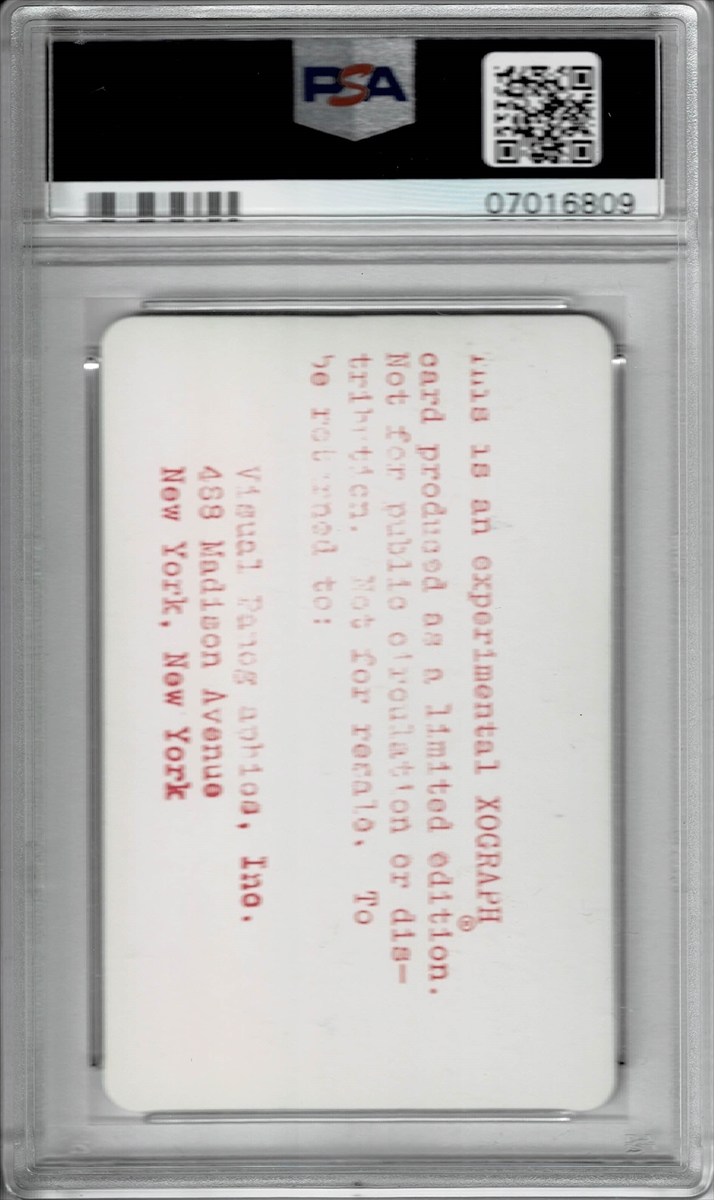 PSA
07016809
This is an experimental XOGRAPH®
card produced as a limited edition.
Not for public circulation or dis-
tribution. Not for resale. To
be returned to:
Visual Panographics, Inc.
488 Madison Avenue
New York, New York